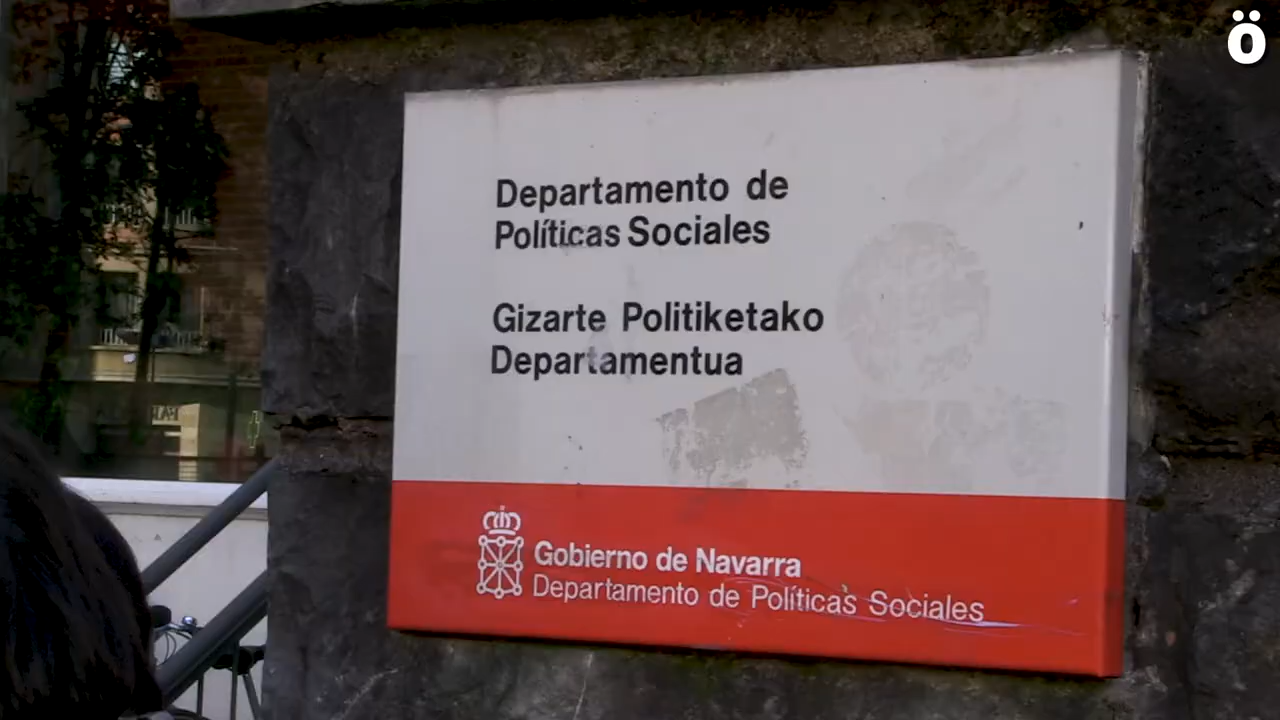 ö
Departamento de
Políticas Sociales
Gizarte Politiketako
Departamentua
Gobierno de Navarra
Departamento de Políticas Sociales